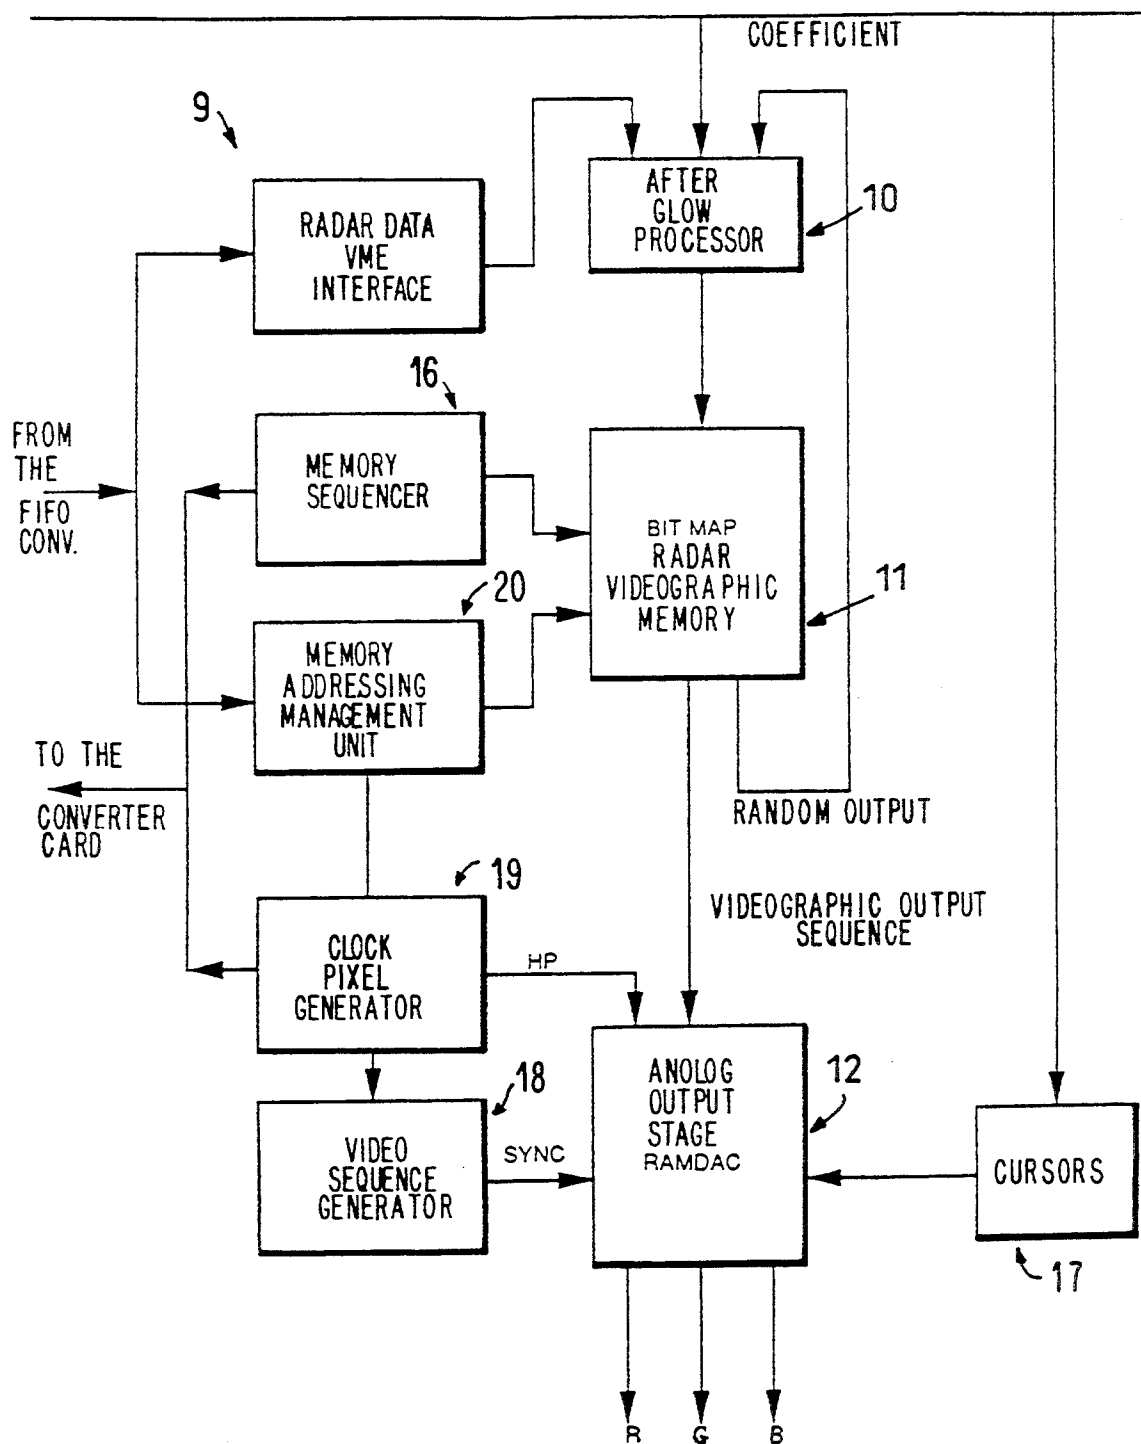 COEFFICIENT
9
RADAR DATA
VME
INTERFACE
AFTER
GLOW
PROCESSOR
10
16
MEMORY
SEQUENCER
FROM
THE
FIFO
CONV.
BIT MAP
RADAR
VIDEOGRAPHIC
MEMORY
11
20
MEMORY
ADDRESSING
MANAGEMENT
UNIT
TO THE
CONVERTER
CARD
RANDOM OUTPUT
19
VIDEOGRAPHIC OUTPUT
SEQUENCE
CLOCK
PIXEL
GENERATOR
HP
ANOLOG
OUTPUT
STAGE
RAMDAC
12
18
VIDEO
SEQUENCE
GENERATOR
SYNC
CURSORS
17
R G B